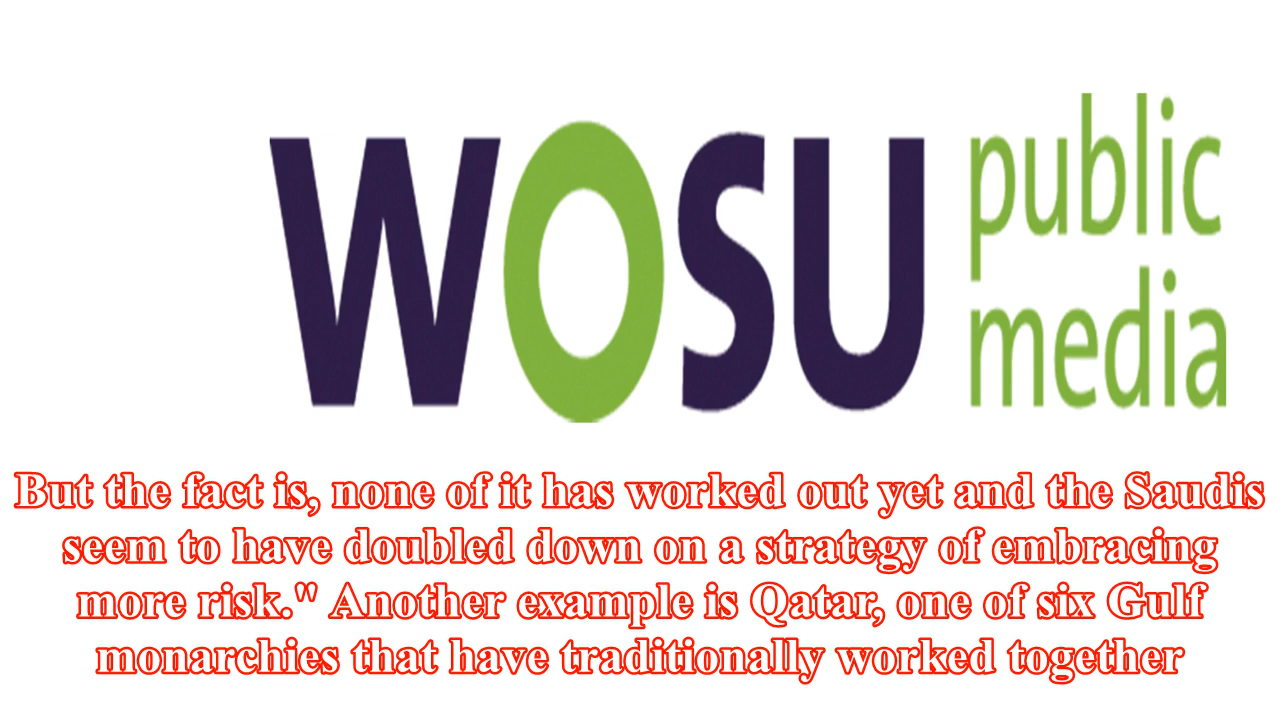 WOSU public
media
But the fact is, none of it has worked out yet and the Saudis
seem to have doubled down on a strategy of embracing
more risk." Another example is Qatar, one of six Gulf
monarchies that have traditionally worked together